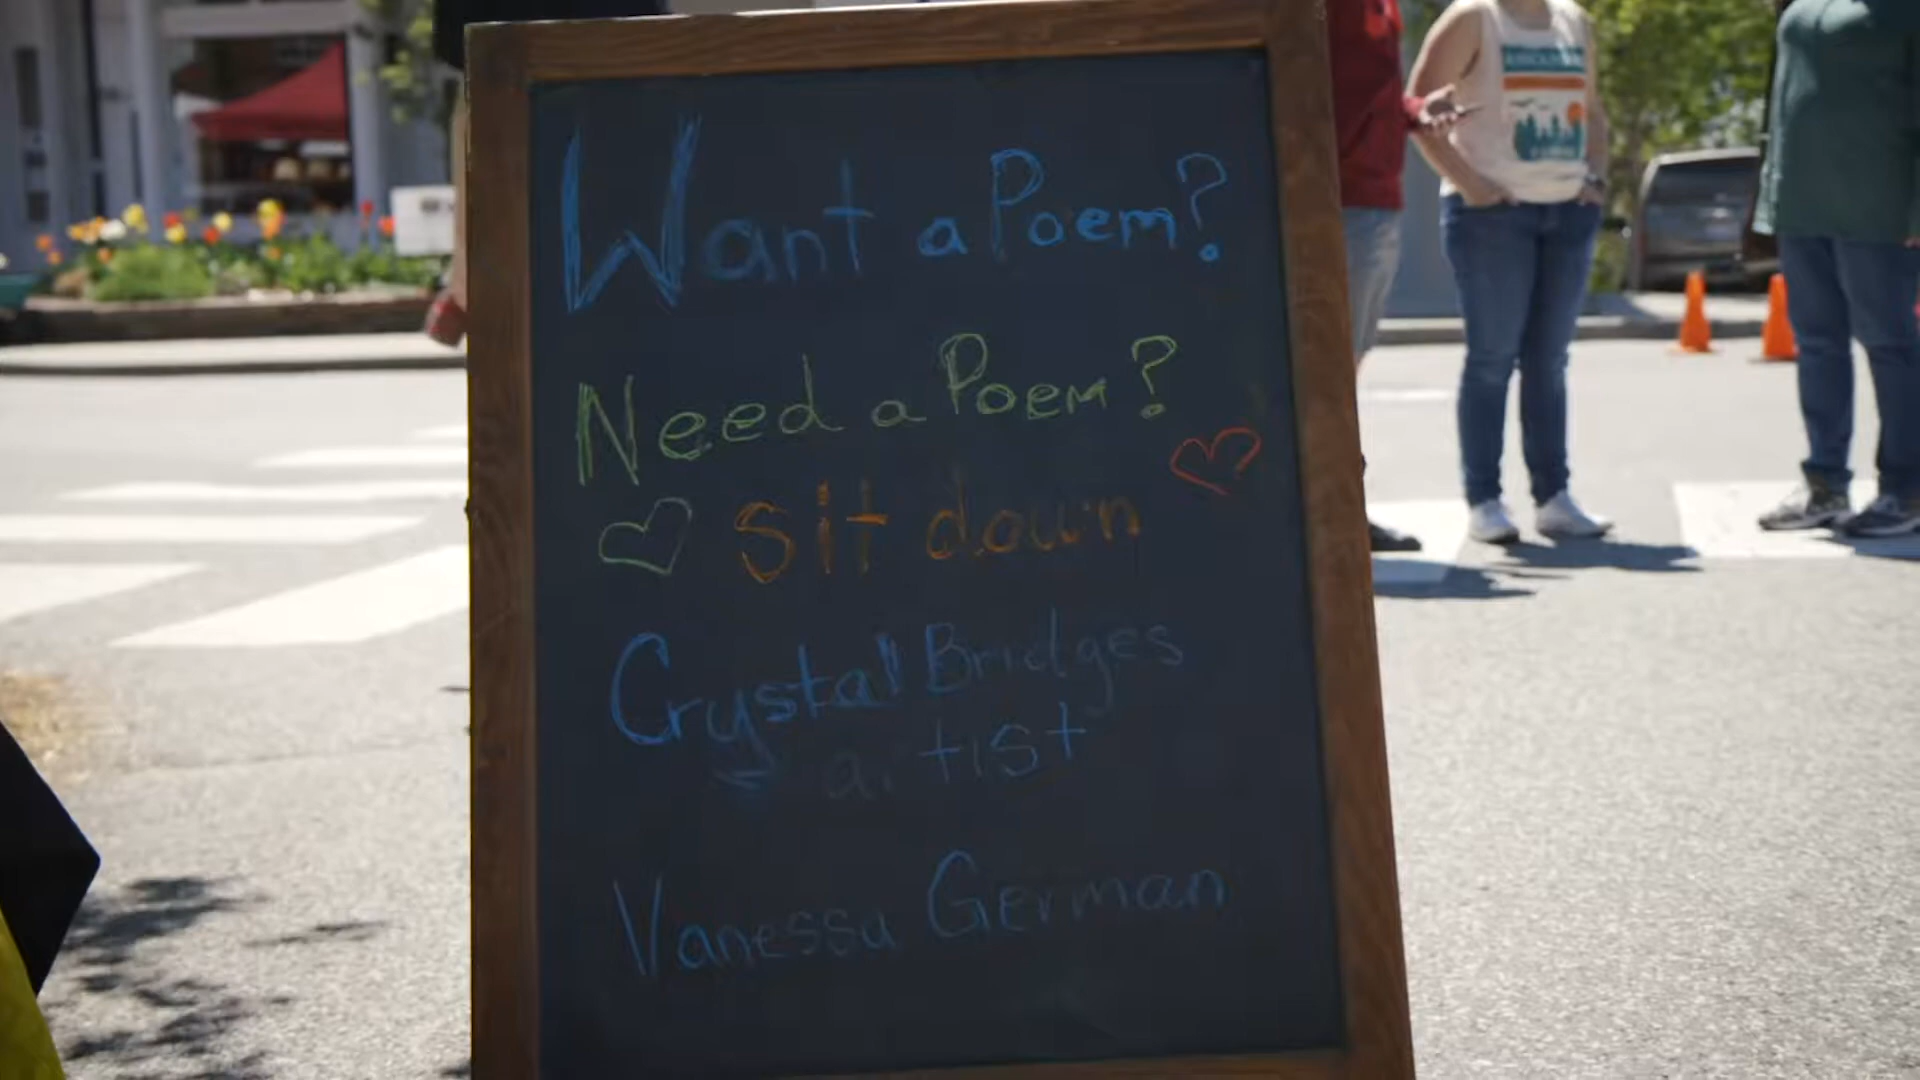 Want a Poem?
Need a Poem?
sit down
Crystal Bridges
artist
Vanessa German